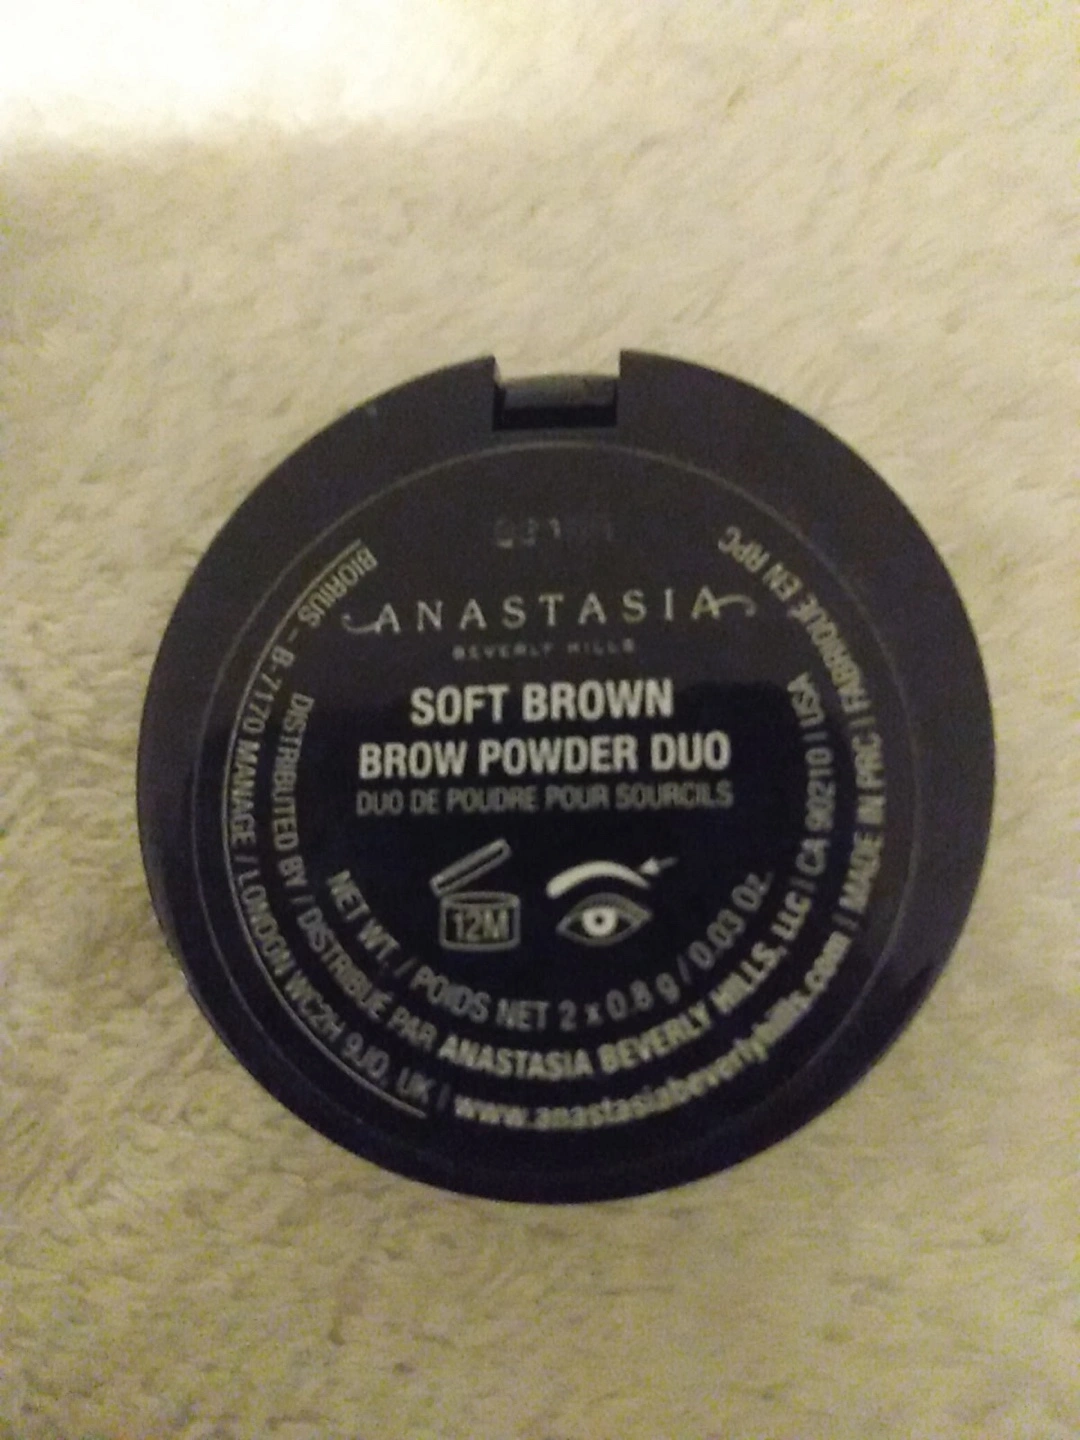 ANASTASIA
BEVERLY HILLS
SOFT BROWN
BROW POWDER DUO
DUO DE POUDRE POUR SOURCILS
12M
NET WT. / POIDS NET 2 x 0.8 g / 0.03 Oz.
DISTRIBUTED BY / DISTRIBUÉ PAR ANASTASIA BEVERLY HILLS, LLC | CA 90210 | USA
BIORIUS - B-7170 MANAGE / LONDON WC2H 9JQ, UK | www.anastasiabeverlyhills.com | MADE IN PRC | FABRIQUÉ EN RPC